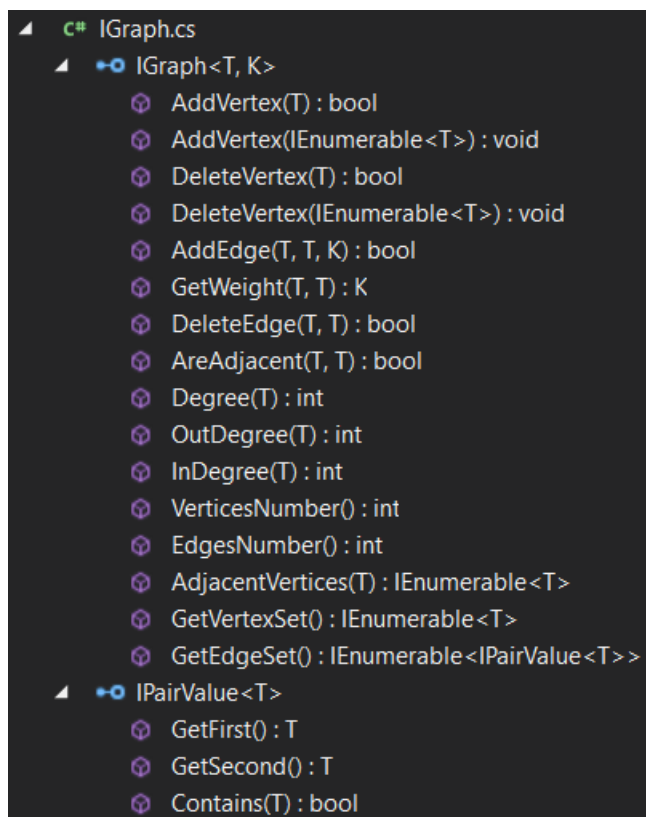 C# IGraph.cs
IGraph<T, K>
AddVertex(T) : bool
AddVertex(IEnumerable<T>) : void
DeleteVertex(T) : bool
DeleteVertex(IEnumerable<T>) : void
AddEdge(T, T, K) : bool
GetWeight(T, T) : K
DeleteEdge(T, T) : bool
AreAdjacent(T, T) : bool
Degree(T) : int
OutDegree(T) : int
InDegree(T) : int
VerticesNumber() : int
EdgesNumber() : int
AdjacentVertices(T) : IEnumerable<T>
GetVertexSet() : IEnumerable<T>
GetEdgeSet() : IEnumerable<IPairValue<T>>
IPairValue<T>
GetFirst() : T
GetSecond() : T
Contains(T) : bool